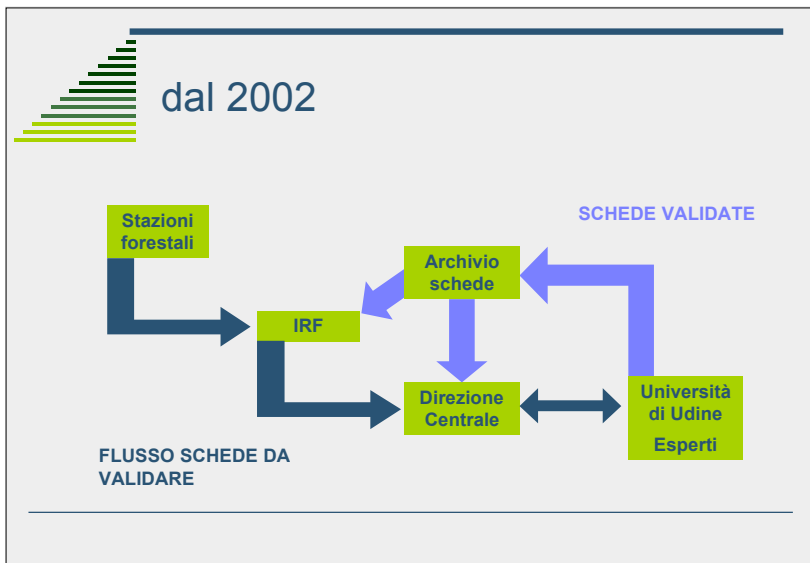 dal 2002
Stazioni
forestali
SCHEDE VALIDATE
Archivio
schede
IRF
Direzione
Centrale
Università
di Udine
Esperti
FLUSSO SCHEDE DA
VALIDARE